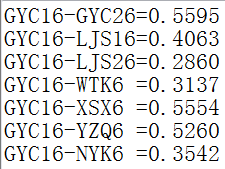 GYC16-GYC26=0.5595
GYC16-LJS16=0.4063
GYC16-LJS26=0.2860
GYC16-WTK6 =0.3137
GYC16-XSX6 =0.5554
GYC16-YZQ6 =0.5260
GYC16-NYK6 =0.3542